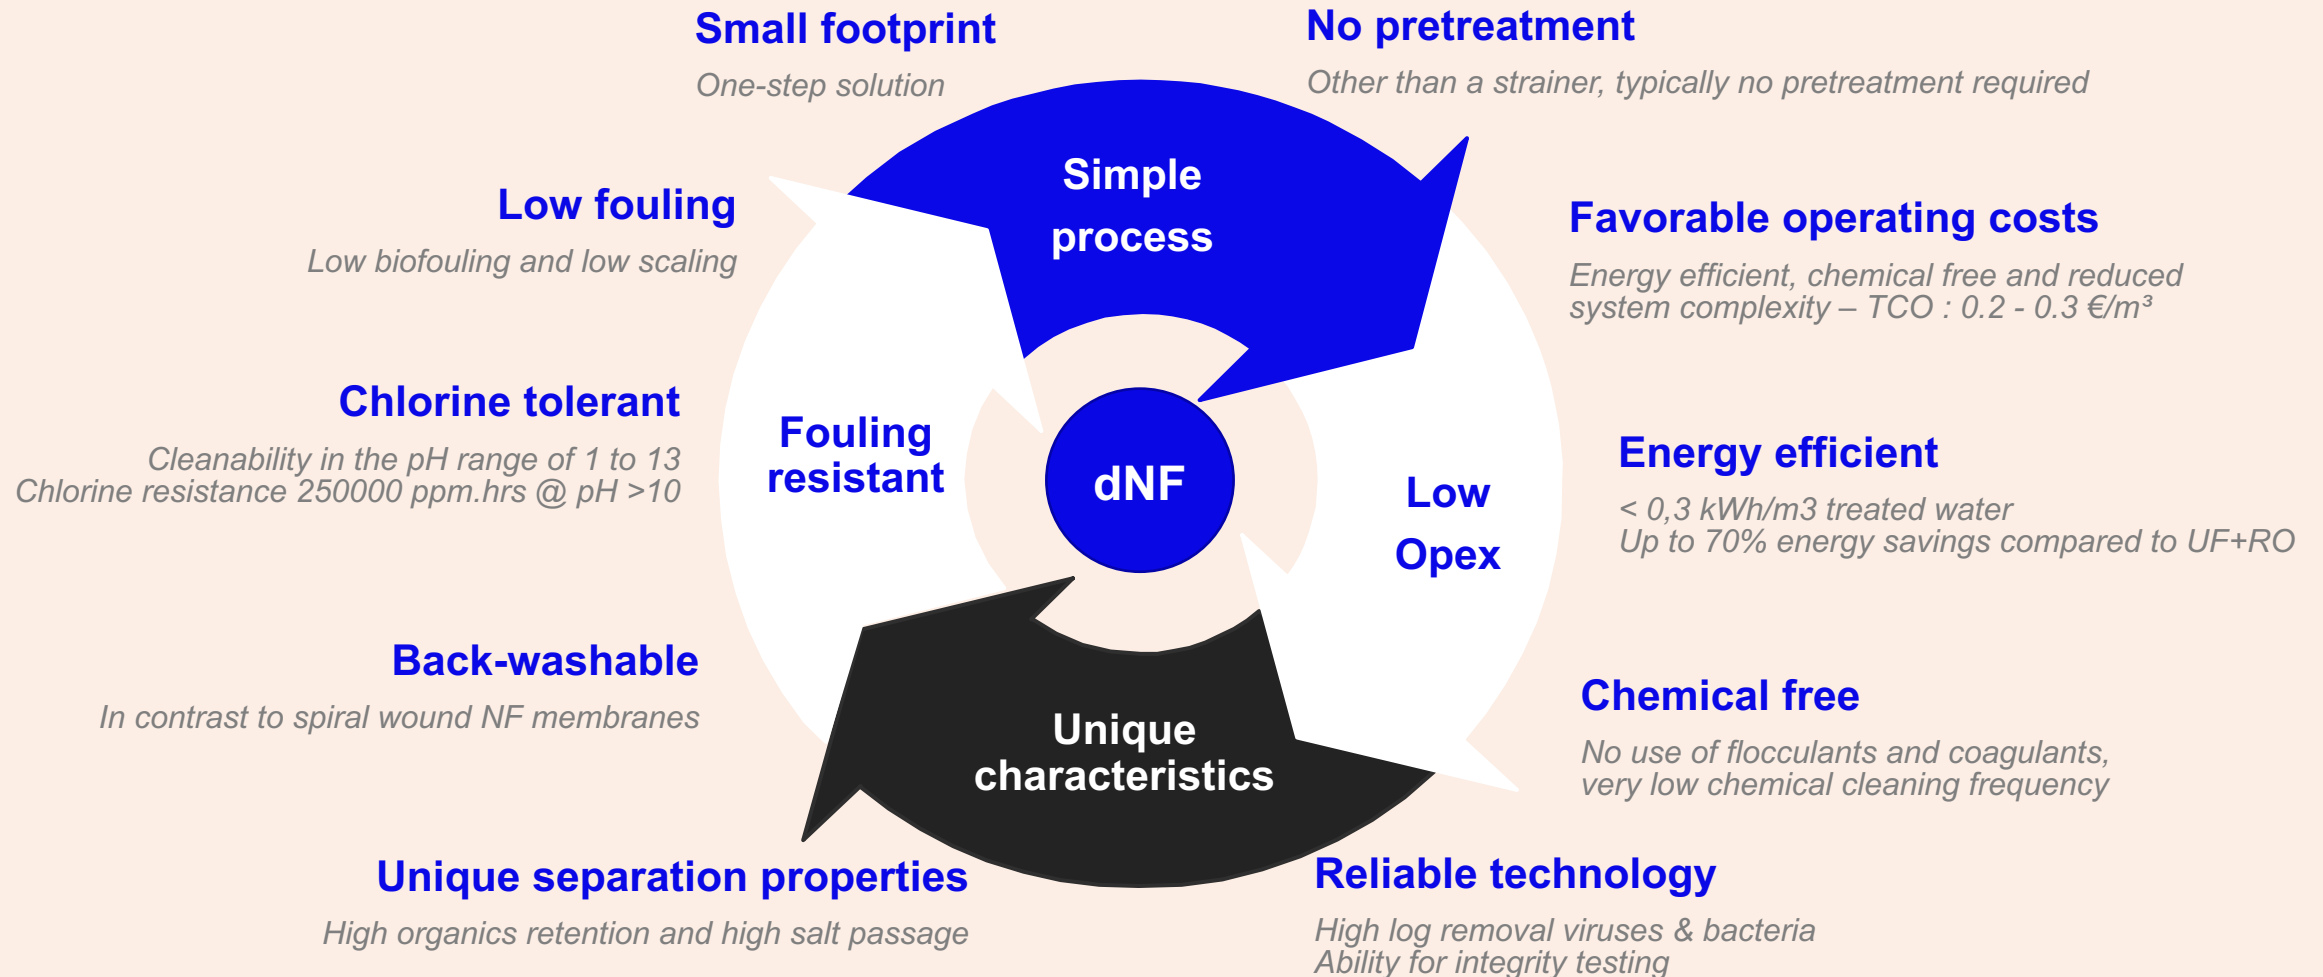 Small footprint
One-step solution
No pretreatment
Other than a strainer, typically no pretreatment required
Simple
process
Low fouling
Low biofouling and low scaling
Favorable operating costs
Energy efficient, chemical free and reduced
system complexity – TCO : 0.2 - 0.3 €/m³
Chlorine tolerant
Cleanability in the pH range of 1 to 13
Chlorine resistance 250000 ppm.hrs @ pH >10
Fouling
resistant
dNF
Low
Opex
Energy efficient
< 0,3 kWh/m3 treated water
Up to 70% energy savings compared to UF+RO
Back-washable
In contrast to spiral wound NF membranes
Unique
characteristics
Chemical free
No use of flocculants and coagulants,
very low chemical cleaning frequency
Unique separation properties
High organics retention and high salt passage
Reliable technology
High log removal viruses & bacteria
Ability for integrity testing